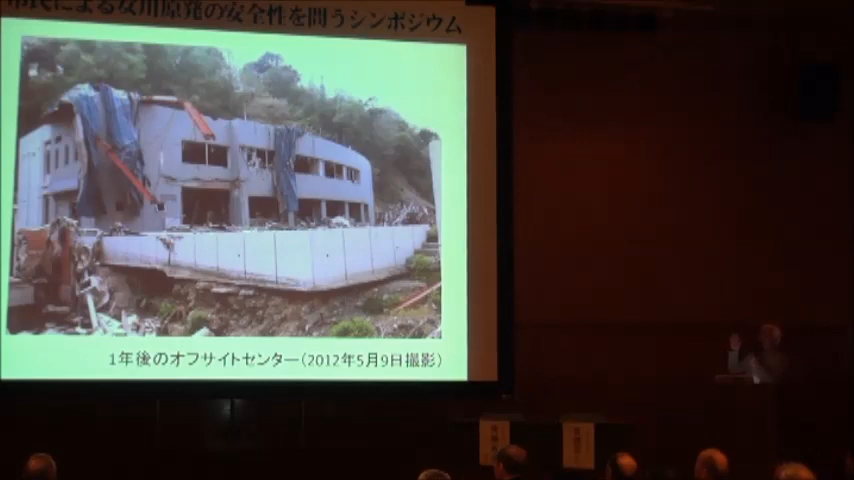 市民による女川原発の安全性を問うシンポジウム
1年後のオフサイトセンター(2012年5月9日撮影)